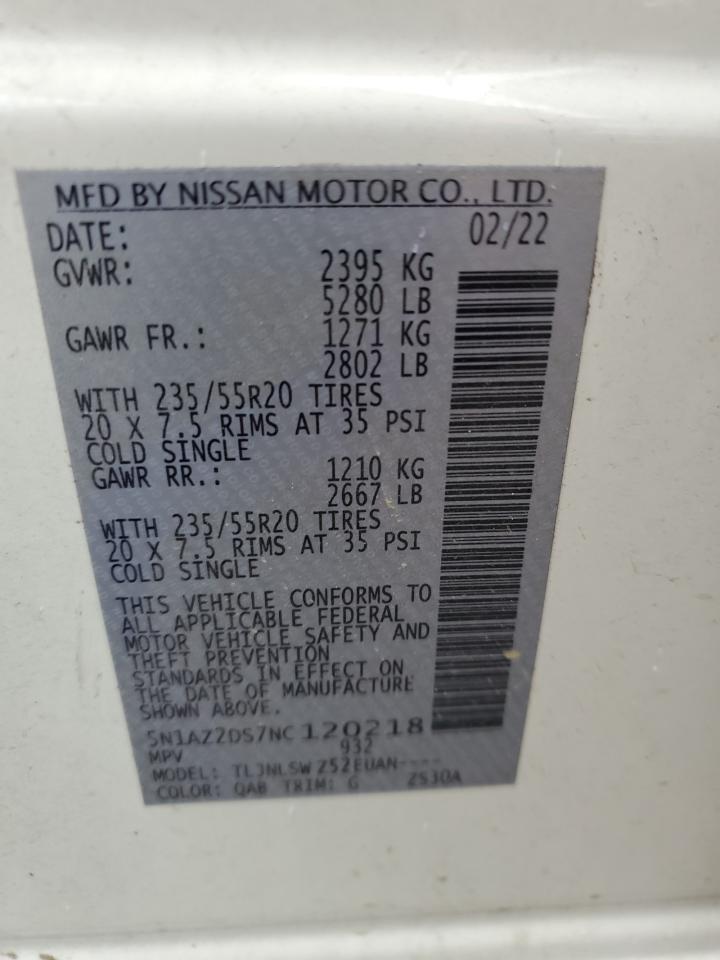 MFD BY NISSAN MOTOR CO., LTD.
DATE: 02/22
GVWR: 2395 KG
5280 LB
GAWR FR.: 1271 KG
2802 LB
WITH 235/55R20 TIRES
20 X 7.5 RIMS AT 35 PSI
COLD SINGLE
GAWR RR.: 1210 KG
2667 LB
WITH 235/55R20 TIRES
20 X 7.5 RIMS AT 35 PSI
COLD SINGLE
THIS VEHICLE CONFORMS TO
ALL APPLICABLE FEDERAL
MOTOR VEHICLE SAFETY AND
THEFT PREVENTION
STANDARDS IN EFFECT ON
THE DATE OF MANUFACTURE
SHOWN ABOVE.
5N1AZ2DS7NC120218
MPV 932
MODEL: TLJNLSW Z52EUAN----
COLOR: QAB TRIM: G ZS30A